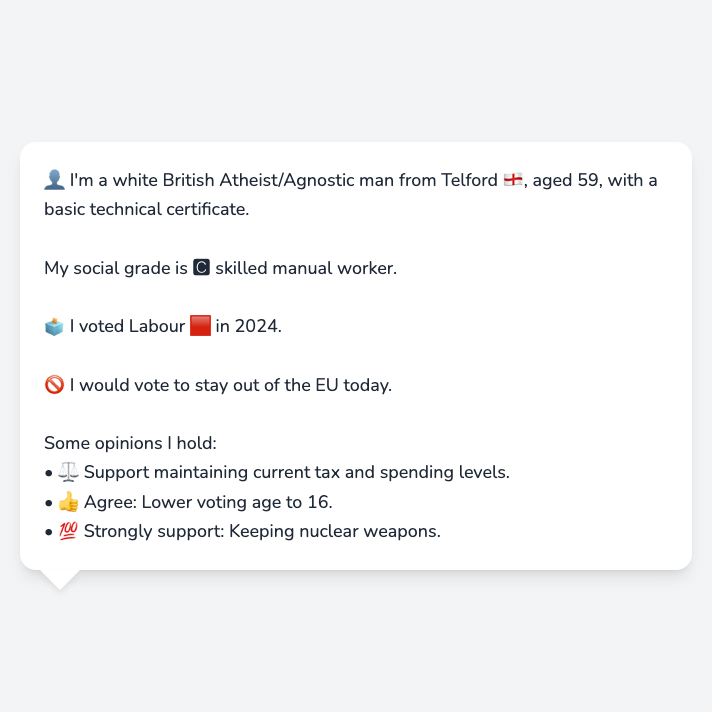 👤 I'm a white British Atheist/Agnostic man from Telford 🏴󠁧󠁢󠁥󠁮󠁧󠁿, aged 59, with a
basic technical certificate.
My social grade is 🅲 skilled manual worker.
🗳️ I voted Labour 🟥 in 2024.
🚫 I would vote to stay out of the EU today.
Some opinions I hold:
• ⚖️ Support maintaining current tax and spending levels.
• 👍 Agree: Lower voting age to 16.
• 💯 Strongly support: Keeping nuclear weapons.